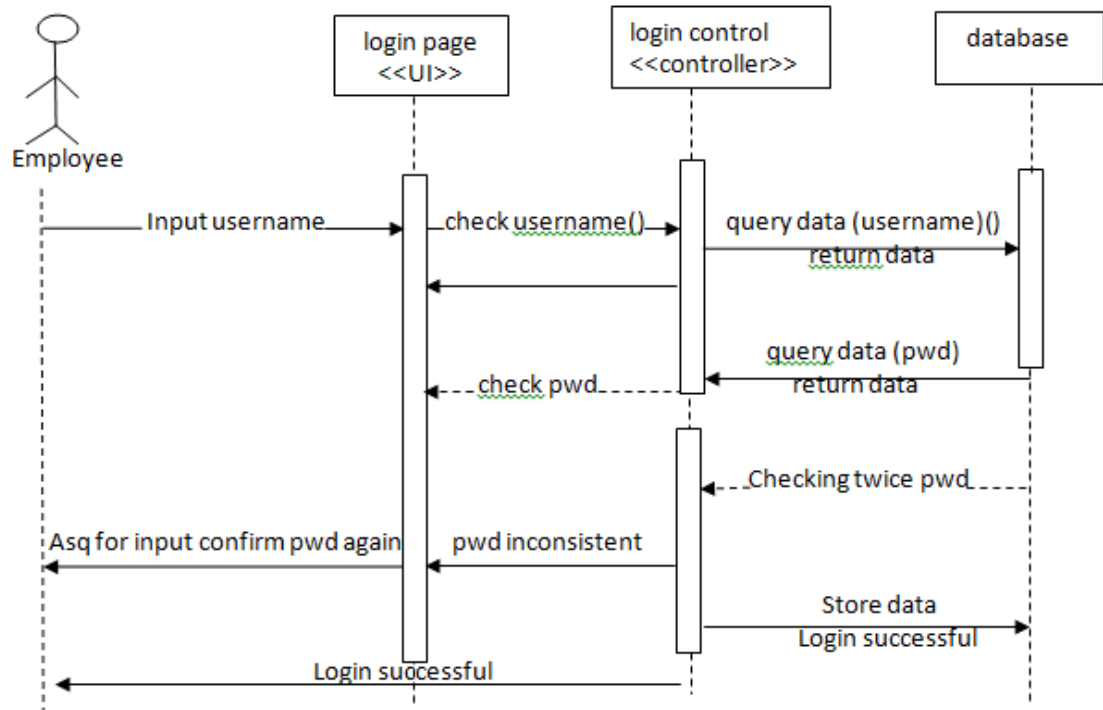 login page
<<UI>>
login control
<<controller>>
database
Employee
Input username
check username()
query data (username)()
return data
query data (pwd)
return data
check pwd
Checking twice pwd
Asq for input confirm pwd again
pwd inconsistent
Store data
Login successful
Login successful